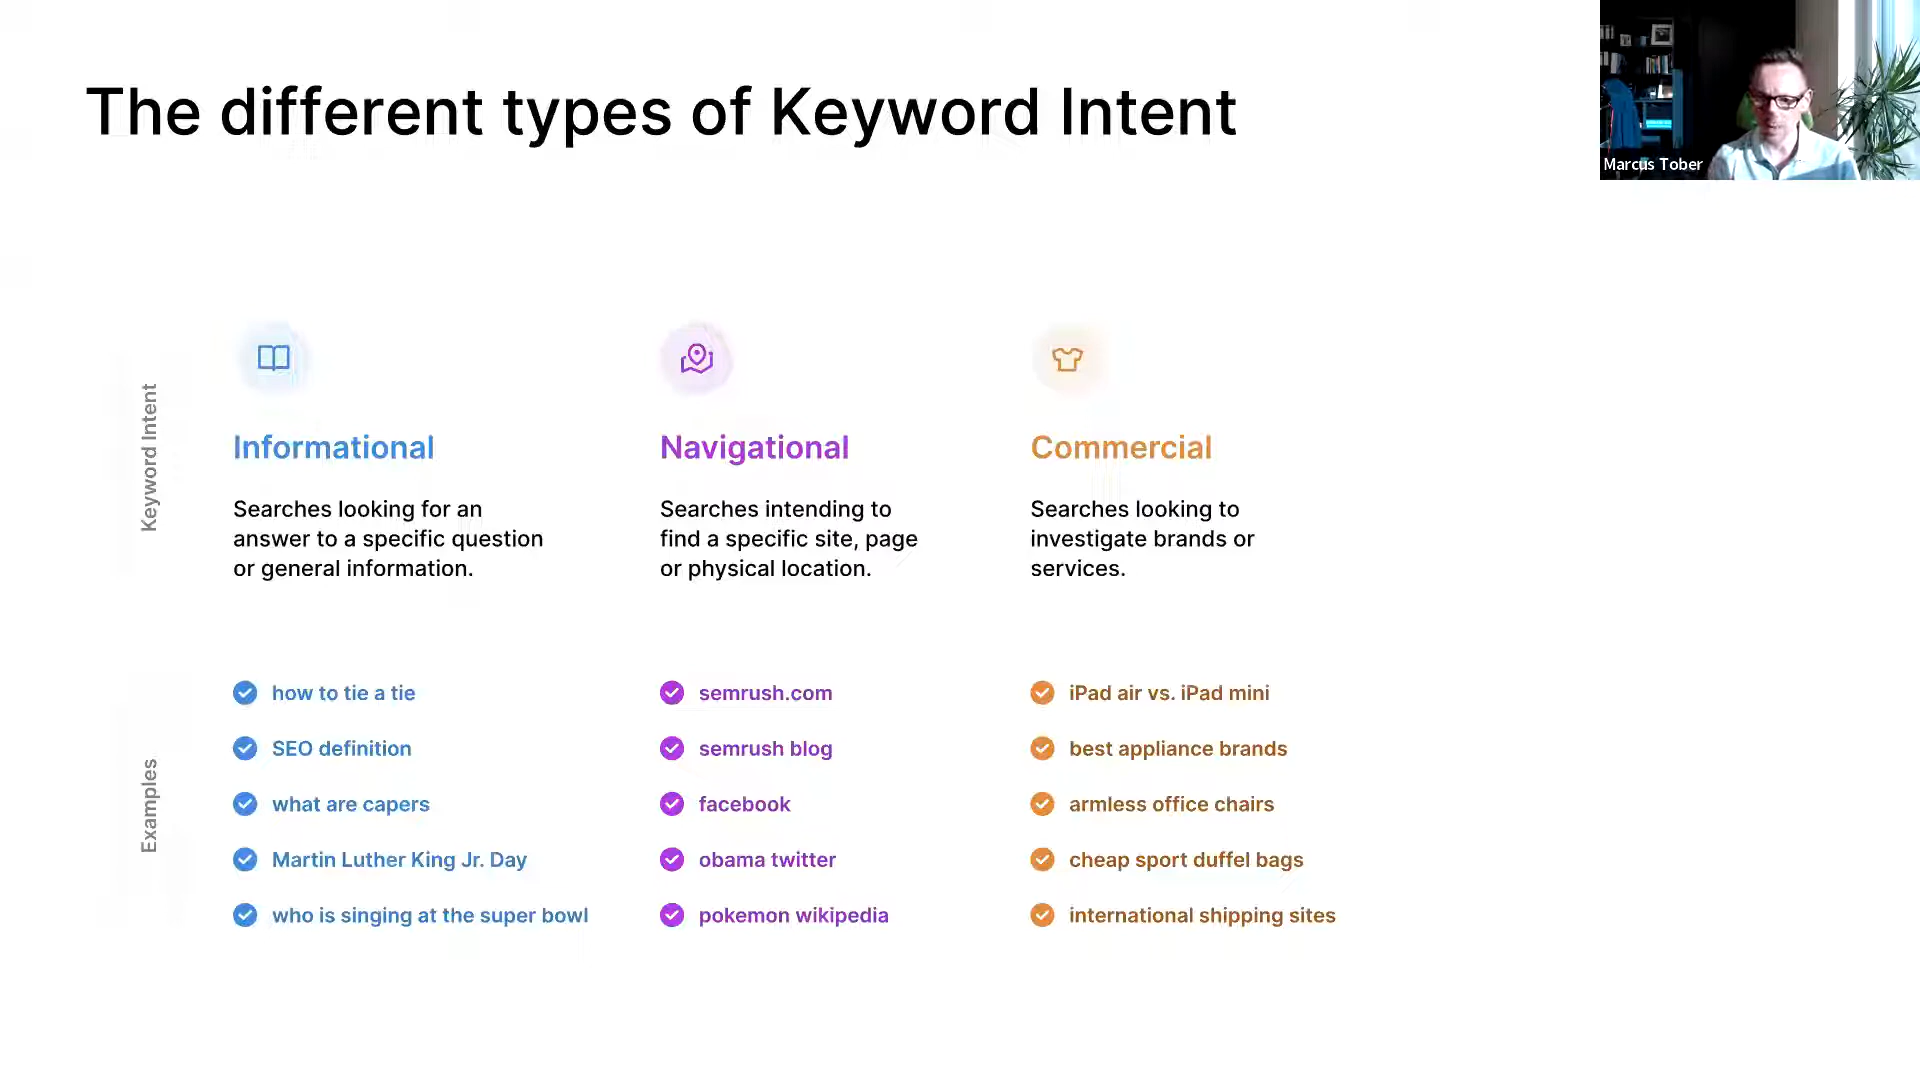 The different types of Keyword Intent
Marcus Tober
Keyword Intent
Informational
Searches looking for an
answer to a specific question
or general information.
Navigational
Searches intending to
find a specific site, page
or physical location.
Commercial
Searches looking to
investigate brands or
services.
Examples
how to tie a tie
SEO definition
what are capers
Martin Luther King Jr. Day
who is singing at the super bowl
semrush.com
semrush blog
facebook
obama twitter
pokemon wikipedia
iPad air vs. iPad mini
best appliance brands
armless office chairs
cheap sport duffel bags
international shipping sites